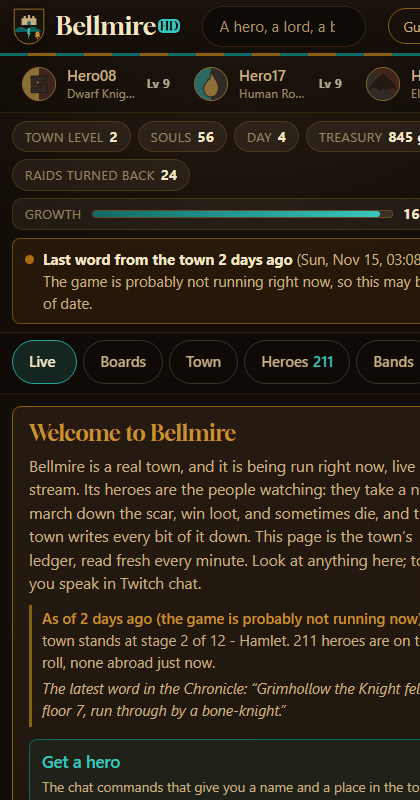 Bellmire HD
A hero, a lord, a b
Gu
Hero08
Dwarf Knig...
Lv 9
Hero17
Human Ro...
Lv 9
H
El
TOWN LEVEL 2
SOULS 56
DAY 4
TREASURY 845 g
RAIDS TURNED BACK 24
GROWTH
16
Last word from the town 2 days ago (Sun, Nov 15, 03:08
The game is probably not running right now, so this may b
of date.
Live
Boards
Town
Heroes 211
Bands
Welcome to Bellmire
Bellmire is a real town, and it is being run right now, live
stream. Its heroes are the people watching: they take a n
march down the scar, win loot, and sometimes die, and t
town writes every bit of it down. This page is the town's
ledger, read fresh every minute. Look at anything here; to
you speak in Twitch chat.
As of 2 days ago (the game is probably not running now)
town stands at stage 2 of 12 - Hamlet. 211 heroes are on t
roll, none abroad just now.
The latest word in the Chronicle: “Grimhollow the Knight fel
floor 7, run through by a bone-knight.”
Get a hero
The chat commands that give you a name and a place in the to